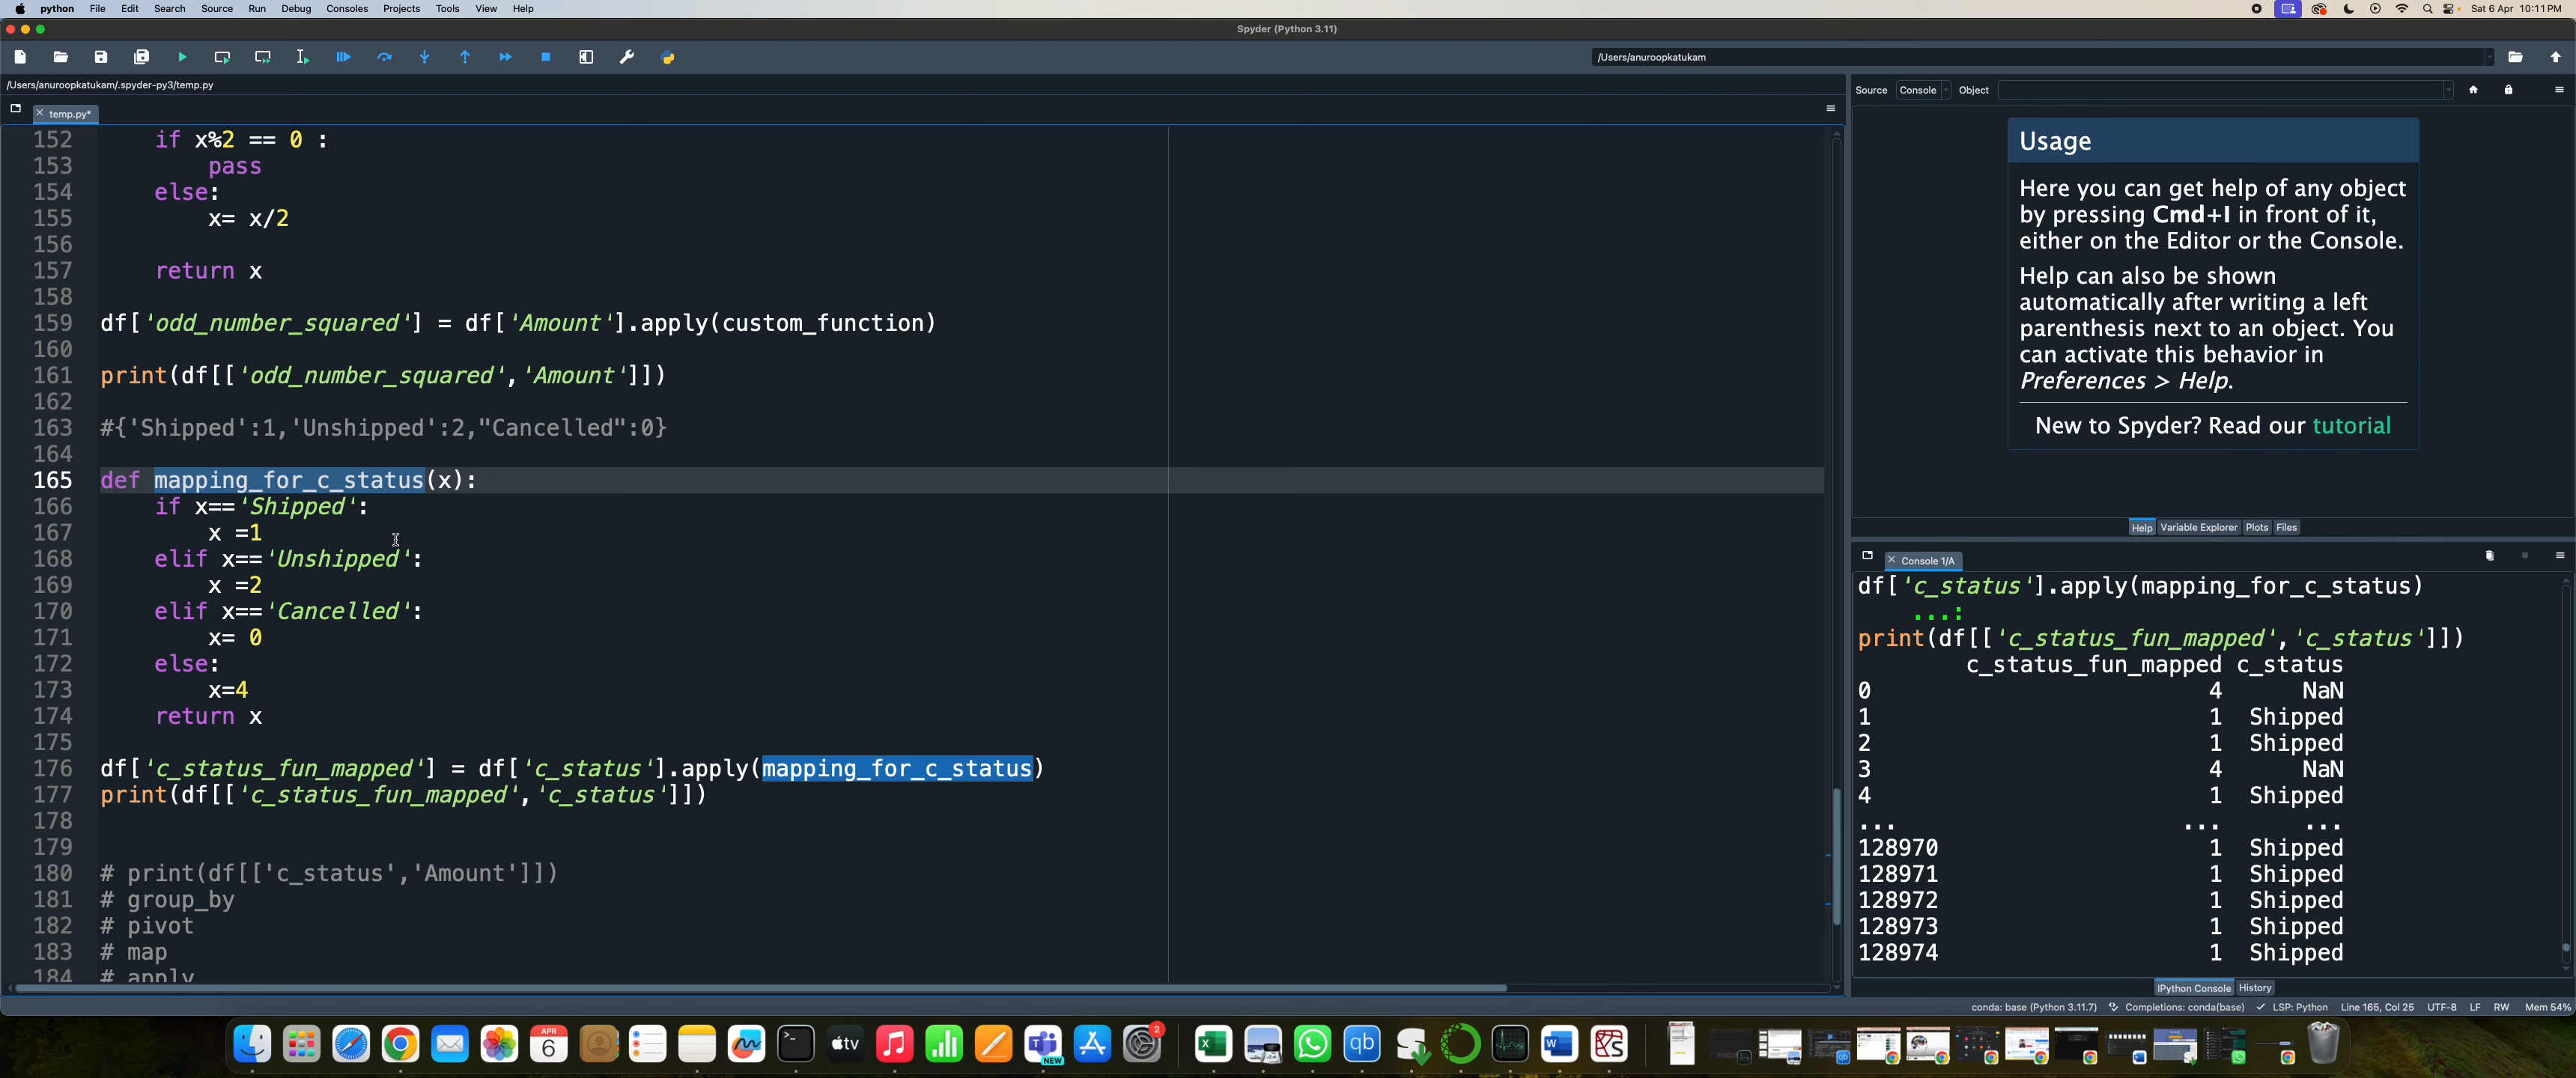 python File Edit Search Source Run Debug Consoles Projects Tools View Help Sat 6 Apr 10:11 PM
Spyder (Python 3.11)
/Users/anuroopkatukam
/Users/anuroopkatukam/.spyder-py3/temp.py
temp.py*
152 if x%2 == 0 :
153 pass
154 else:
155 x= x/2
156
157 return x
158
159 df['odd_number_squared'] = df['Amount'].apply(custom_function)
160
161 print(df[['odd_number_squared','Amount']])
162
163 #{'Shipped':1,'Unshipped':2,"Cancelled":0}
164
165 def mapping_for_c_status(x):
166 if x=='Shipped':
167 x =1
168 elif x=='Unshipped':
169 x =2
170 elif x=='Cancelled':
171 x= 0
172 else:
173 x=4
174 return x
175
176 df['c_status_fun_mapped'] = df['c_status'].apply(mapping_for_c_status)
177 print(df[['c_status_fun_mapped','c_status']])
178
179
180 # print(df[['c_status','Amount']])
181 # group_by
182 # pivot
183 # map
184 # apply
Source Console Object
Usage
Here you can get help of any object
by pressing Cmd+I in front of it,
either on the Editor or the Console.
Help can also be shown
automatically after writing a left
parenthesis next to an object. You
can activate this behavior in
Preferences > Help.
New to Spyder? Read our tutorial
Help Variable Explorer Plots Files
Console 1/A
df['c_status'].apply(mapping_for_c_status)
...:
print(df[['c_status_fun_mapped','c_status']])
c_status_fun_mapped c_status
0 4 NaN
1 1 Shipped
2 1 Shipped
3 4 NaN
4 1 Shipped
... ... ...
128970 1 Shipped
128971 1 Shipped
128972 1 Shipped
128973 1 Shipped
128974 1 Shipped
IPython Console History
conda: base (Python 3.11.7) Completions: conda(base) LSP: Python Line 165, Col 25 UTF-8 LF RW Mem 54%
APR
6
tv
NEW
2
qb